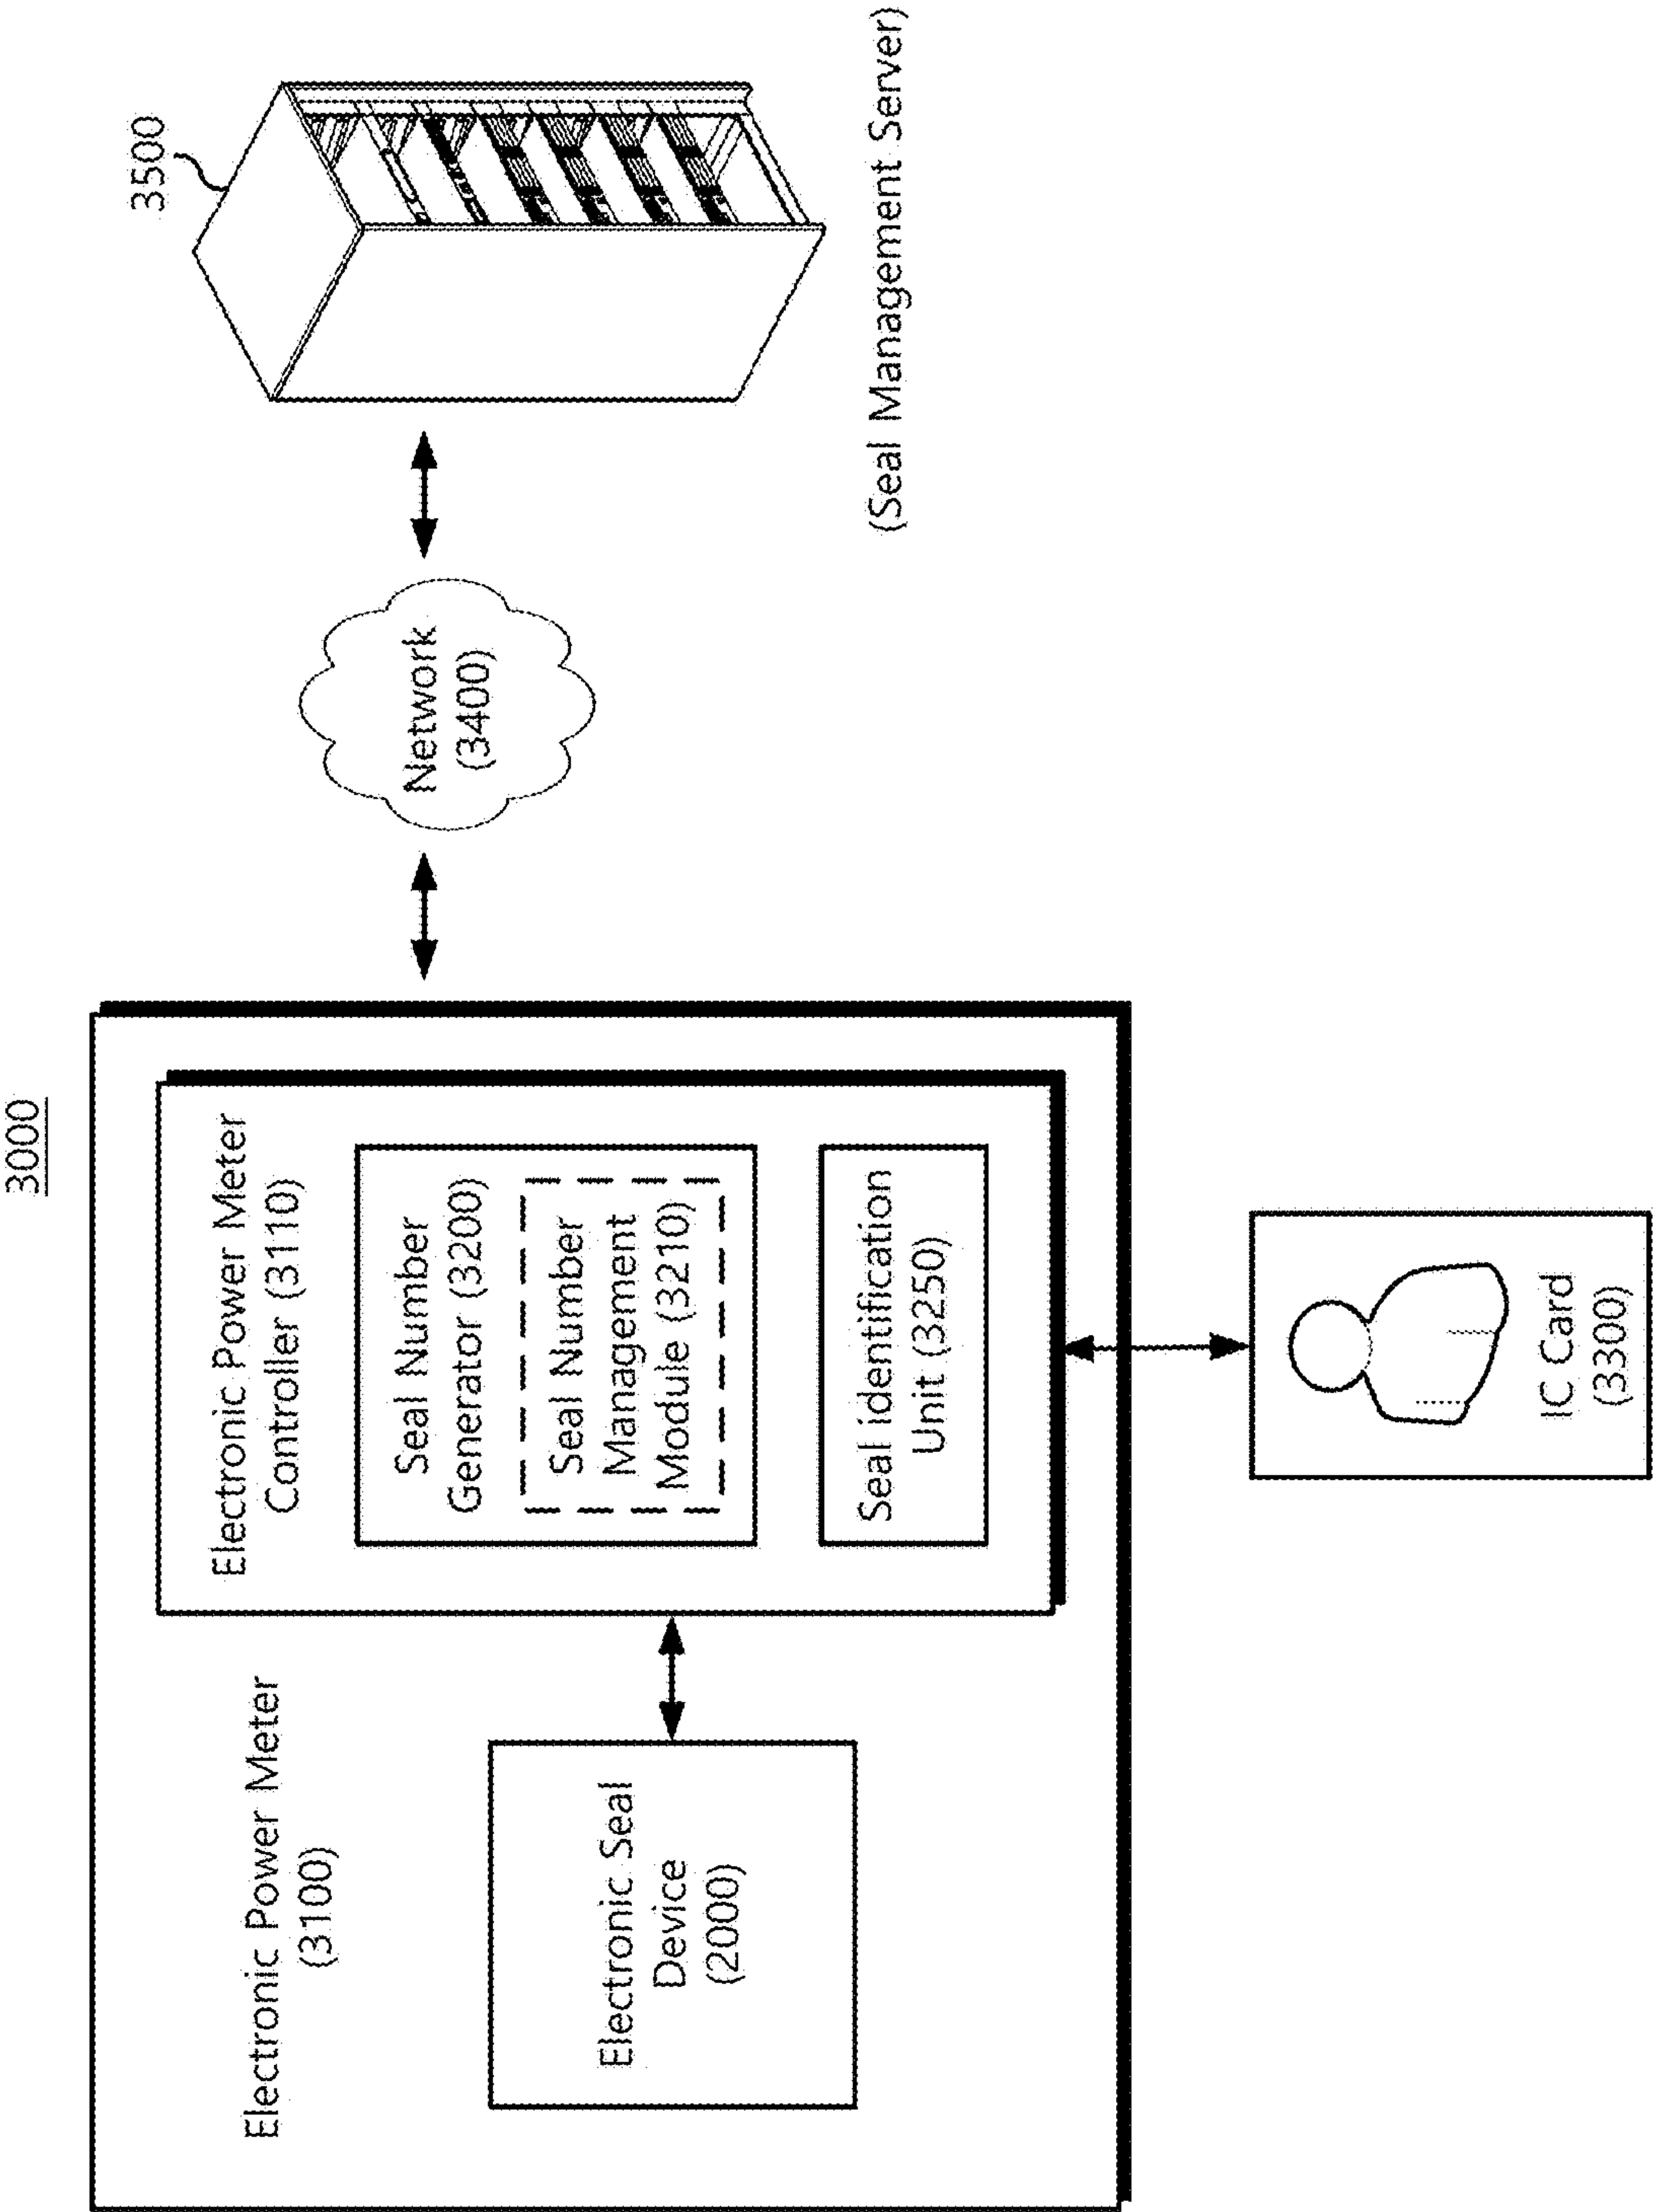 3000
Electronic Power Meter
(3100)
Electronic Seal
Device
(2000)
Electronic Power Meter
Controller (3110)
Seal Number
Generator (3200)
Seal Number
Management
Module (3210)
Seal identification
Unit (3250)
IC Card
(3300)
Network
(3400)
3500
(Seal Management Server)